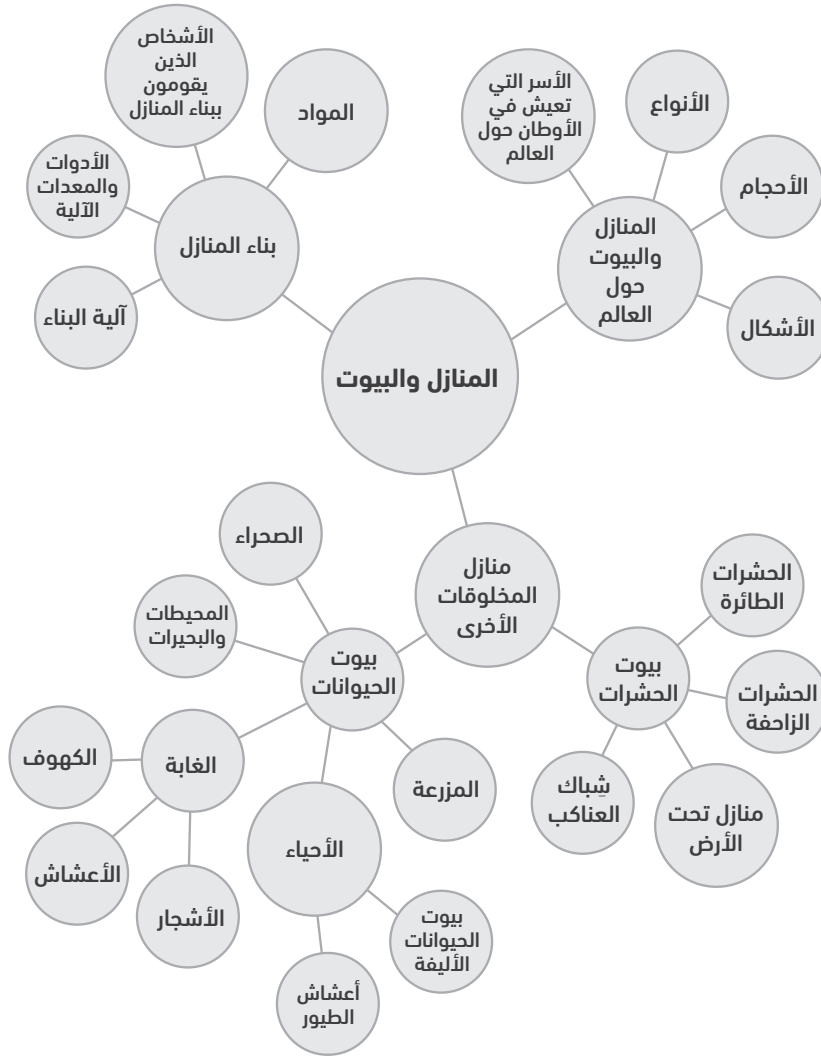 المنازل والبيوت
المنازل
والبيوت
حول
العالم
الأسر التي
تعيش في
الأوطان حول
العالم
الأنواع
الأحجام
الأشكال
بناء المنازل
المواد
الأشخاص
الذين
يقومون
ببناء المنازل
الأدوات
والمعدات
الآلية
آلية البناء
منازل
المخلوقات
الأخرى
بيوت
الحشرات
الحشرات
الطائرة
الحشرات
الزاحفة
منازل تحت
الأرض
شِباك
العناكب
بيوت
الحيوانات
الصحراء
المحيطات
والبحيرات
الغابة
الكهوف
الأعشاش
الأشجار
الأحياء
أعشاش
الطيور
بيوت
الحيوانات
الأليفة
المزرعة